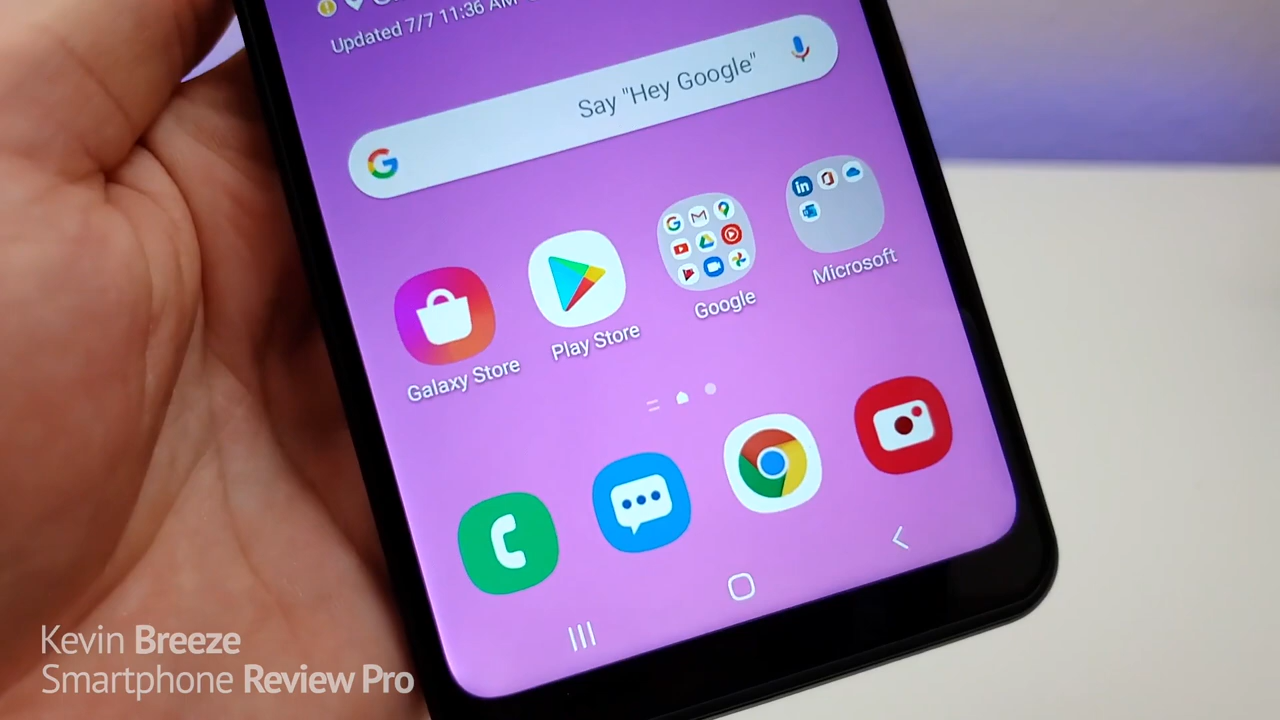 Updated 7/7 11:36 AM
Say "Hey Google"
Galaxy Store
Play Store
Google
Microsoft
Kevin Breeze
Smartphone Review Pro